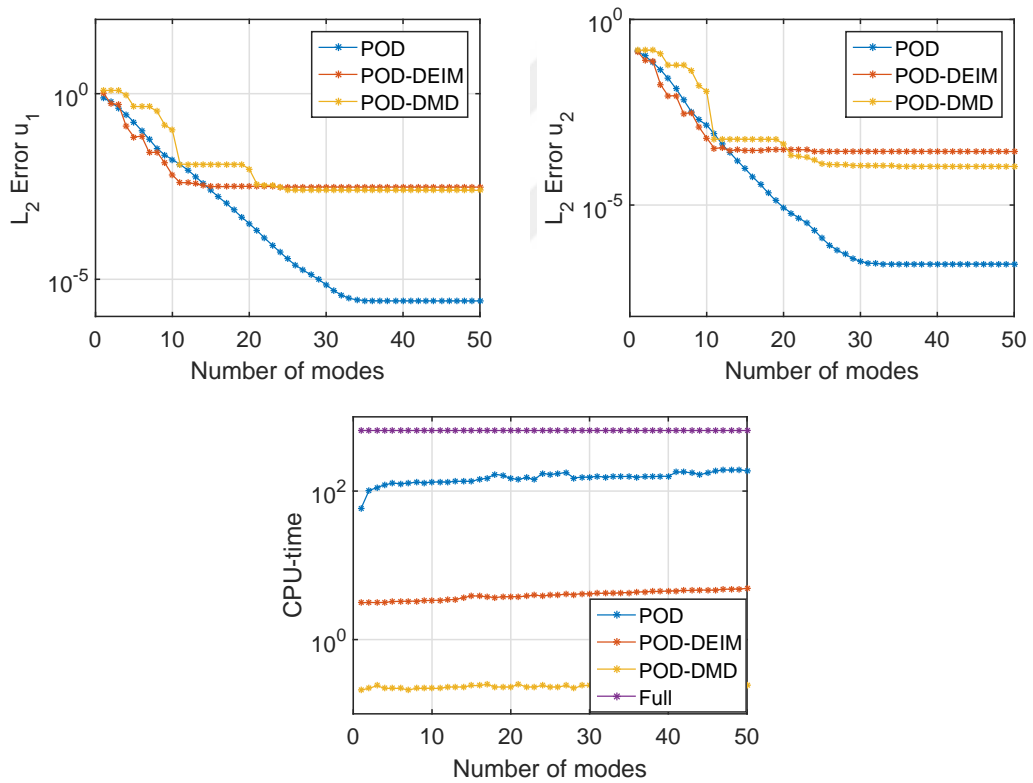 10^0
10^-5
L_2 Error u_1
0 10 20 30 40 50
Number of modes
POD
POD-DEIM
POD-DMD
10^0
10^-5
L_2 Error u_2
0 10 20 30 40 50
Number of modes
POD
POD-DEIM
POD-DMD
10^2
10^0
CPU-time
0 10 20 30 40 50
Number of modes
POD
POD-DEIM
POD-DMD
Full